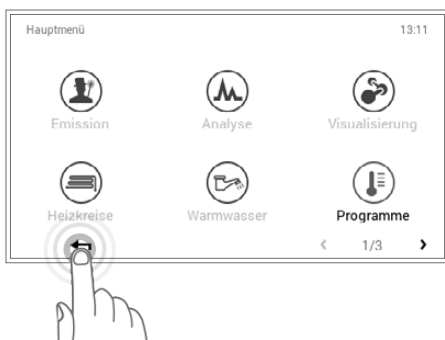 Hauptmenü 13:11
Emission Analyse Visualisierung
Heizkreise Warmwasser Programme
< 1/3 >